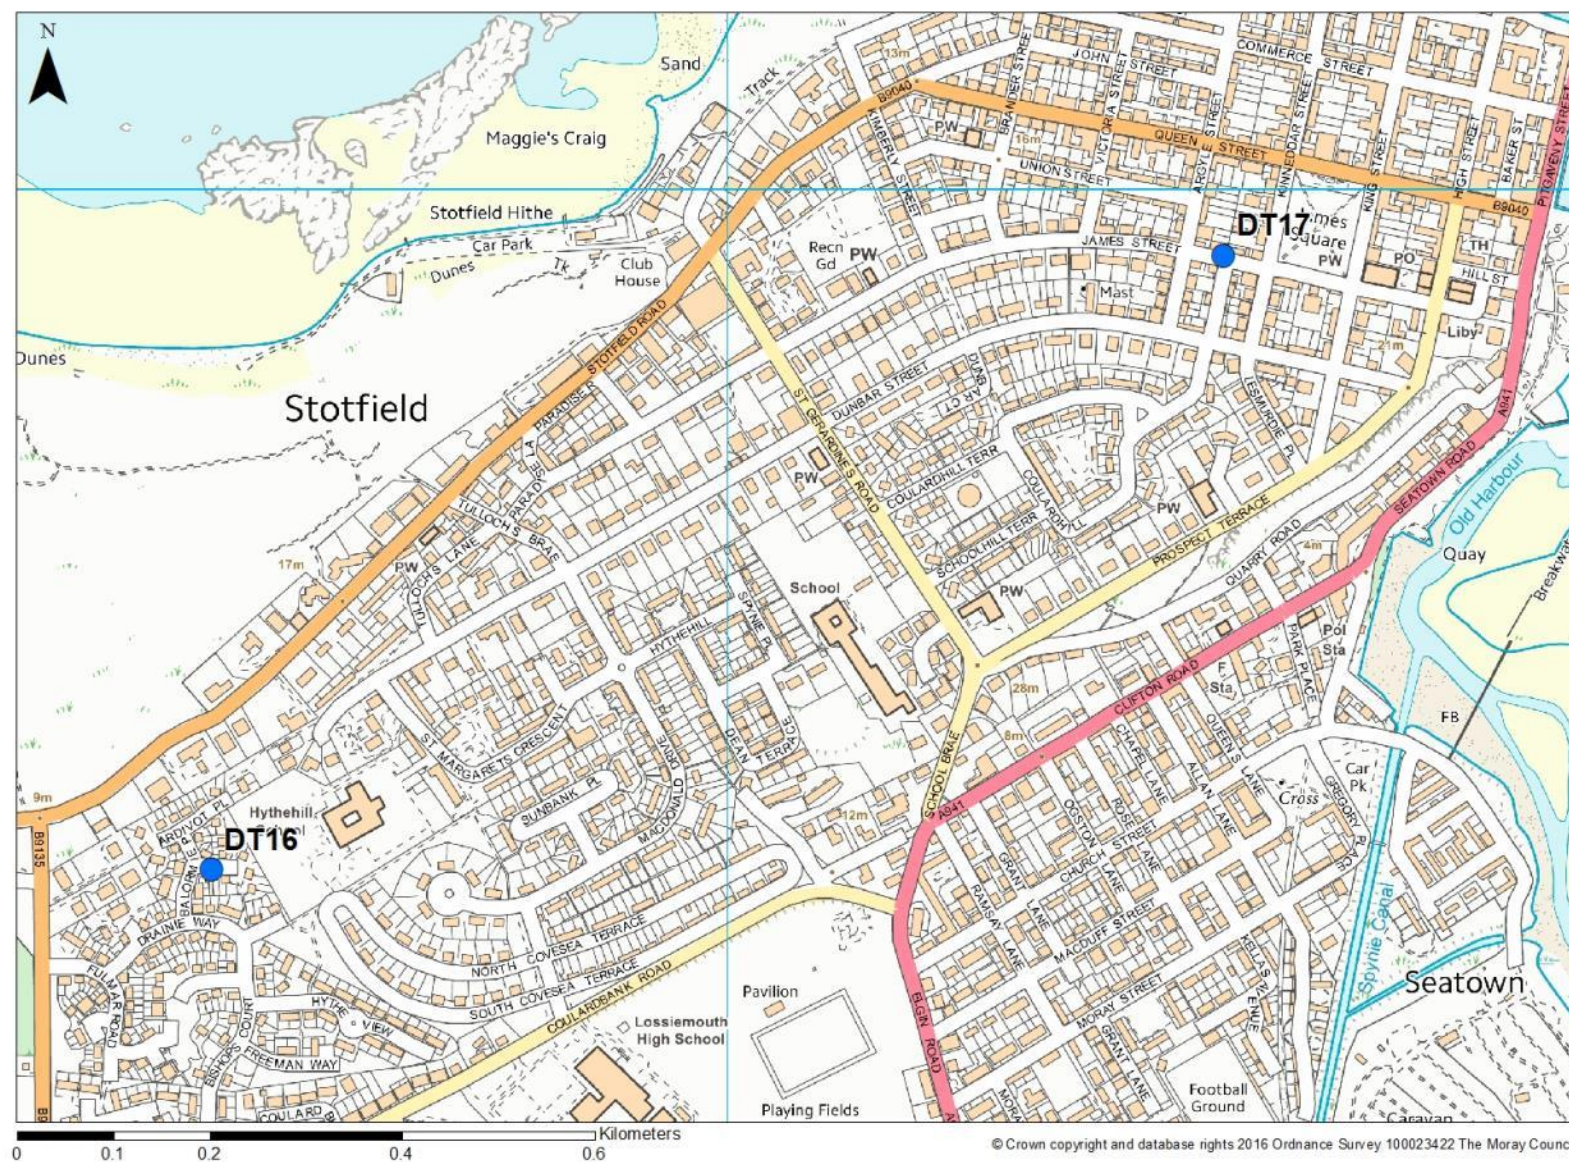 N
Sand
Track
13m
B9040
JOHN STREET
COMMERCE STREET
BRANDER STREET
VICTORIA STREET
KIMBERLY STREET
PW
16m
UNION STREET
QUEEN STREET
KINNEDDAR STREET
KING STREET
HIGH STREET
BAKER ST
PITGAVENY STREET
B9040
Maggie's Craig
Stotfield Hithe
Car Park
Dunes
Tk
Club
House
Recn
Gd
PW
JAMES STREET
DT17
Square
PW
PO
TH
HILL ST
Mast
Liby
21m
Dunes
Stotfield
STOTFIELD ROAD
PARADISE LA
TULLOCH'S BRAE
17m
PW
DUNBAR STREET
ST GERARDINES ROAD
PW
COULARDHILL TERR
COULARDHILL
SCHOOLHILL TERR
ESMURDIE PL
PW
PROSPECT TERRACE
QUARRY ROAD
SEATOWN ROAD
A941
Old Harbour
4m
Quay
School
PW
HYTHEHILL
SPYNIE PL
Pol
Sta
PARK PLACE
F
Sta
28m
CLIFTON ROAD
FB
ST MARGARETS CRESCENT
DEAN
TERRACE
8m
SCHOOL BRAE
A941
CHAPEL LANE
QUEEN'S LANE
ALLAN LANE
Cross
Car
Pk
GREGORY PLACE
9m
B9135
ARDIVOT PL
Hythehill
DT16
SUNBANK PL
MACDONALD DRIVE
12m
OGSTON LANE
ROSE LANE
CHURCH STREET
GRANT LANE
RAMSAY LANE
MACDUFF STREET
DRAINIE WAY
NORTH COVESEA TERRACE
SOUTH COVESEA TERRACE
COULARDBANK ROAD
FULMAR ROAD
HYTHE VIEW
BISHOPS COURT
FREEMAN WAY
Pavilion
Lossiemouth
High School
ELGIN ROAD
MORAY STREET
GRANT LANE
KELLAS AVENUE
Spynie Canal
Seatown
Playing Fields
Football
Ground
Kilometers
0 0.1 0.2 0.4 0.6
© Crown copyright and database rights 2016 Ordnance Survey 100023422 The Moray